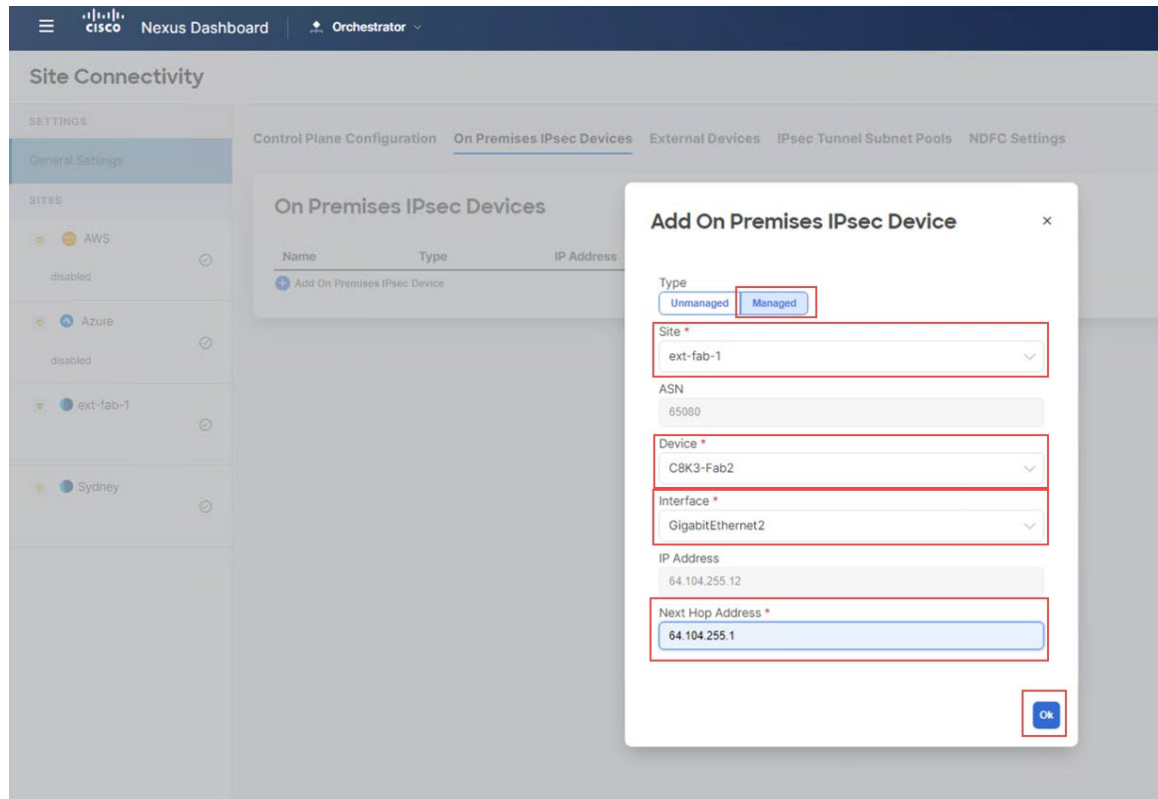 CISCO Nexus Dashboard Orchestrator
Site Connectivity
SETTINGS
General Settings
SITES
AWS
disabled
Azure
disabled
ext-fab-1
Sydney
Control Plane Configuration On Premises IPsec Devices External Devices IPsec Tunnel Subnet Pools NDFC Settings
On Premises IPsec Devices
Name Type IP Address
Add On Premises IPsec Device
Add On Premises IPsec Device ×
Type
Unmanaged Managed
Site *
ext-fab-1
ASN
65080
Device *
C8K3-Fab2
Interface *
GigabitEthernet2
IP Address
64.104.255.12
Next Hop Address *
64.104.255.1
Ok